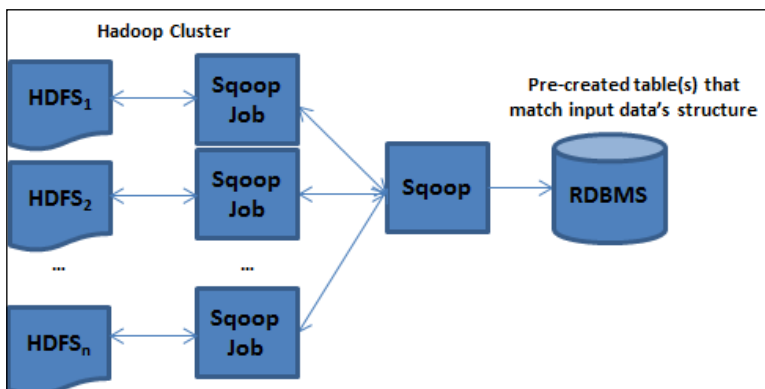 Hadoop Cluster
Pre-created table(s) that
match input data's structure
HDFS₁
Sqoop
Job
HDFS₂
Sqoop
Job
Sqoop
RDBMS
...
...
HDFSₙ
Sqoop
Job